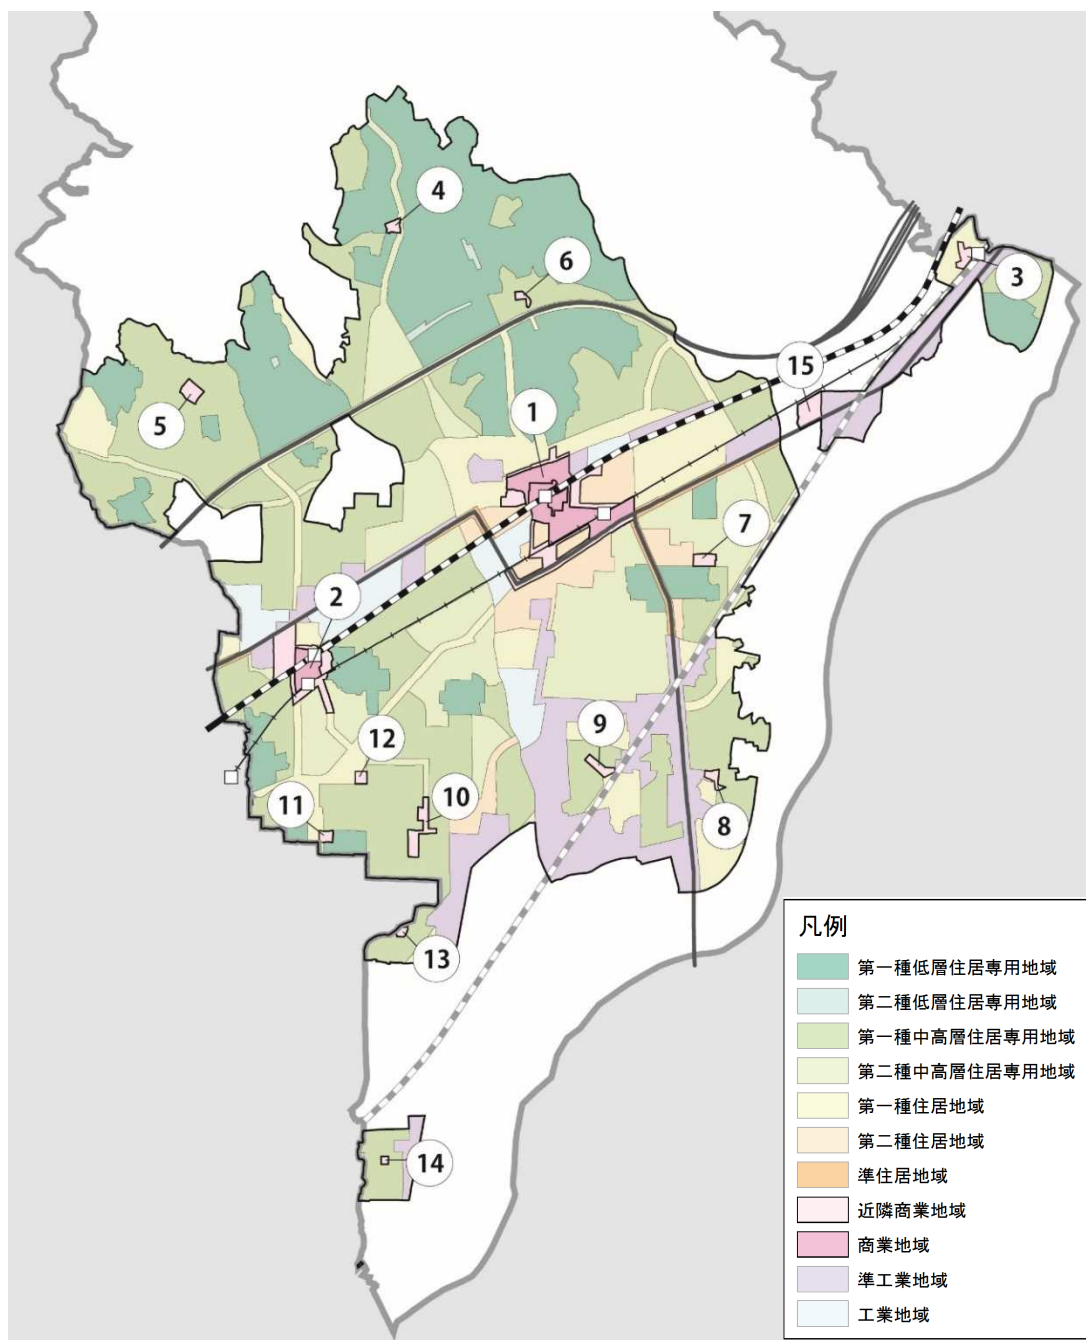 4
6
3
15
5
1
7
2
9
12
10
11
8
13
14
凡例
第一種低層住居専用地域
第二種低層住居専用地域
第一種中高層住居専用地域
第二種中高層住居専用地域
第一種住居地域
第二種住居地域
準住居地域
近隣商業地域
商業地域
準工業地域
工業地域